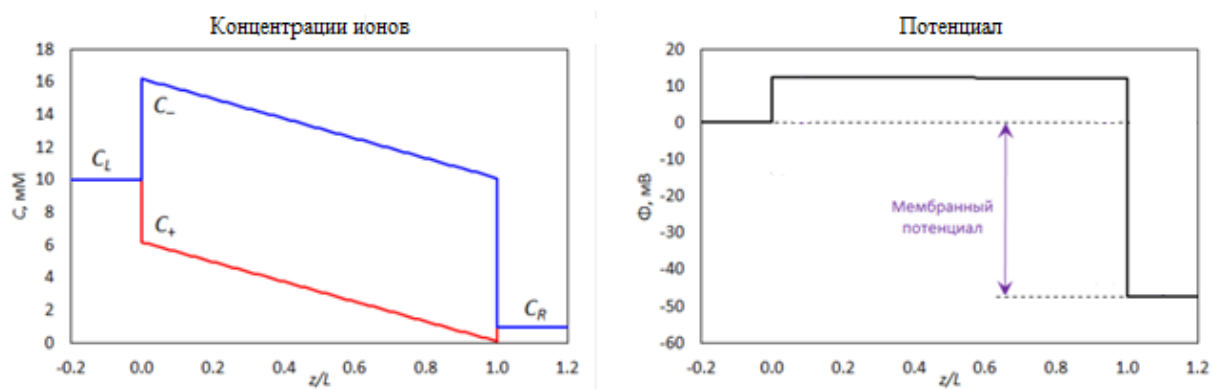 Концентрации ионов
18
16
14
12
10
8
6
4
2
0
C, мМ
C_L
C_−
C_+
C_R
-0.2 0.0 0.2 0.4 0.6 0.8 1.0 1.2
z/L
Потенциал
20
10
0
-10
-20
-30
-40
-50
-60
Φ, мВ
Мембранный
потенциал
-0.2 0.0 0.2 0.4 0.6 0.8 1.0 1.2
z/L